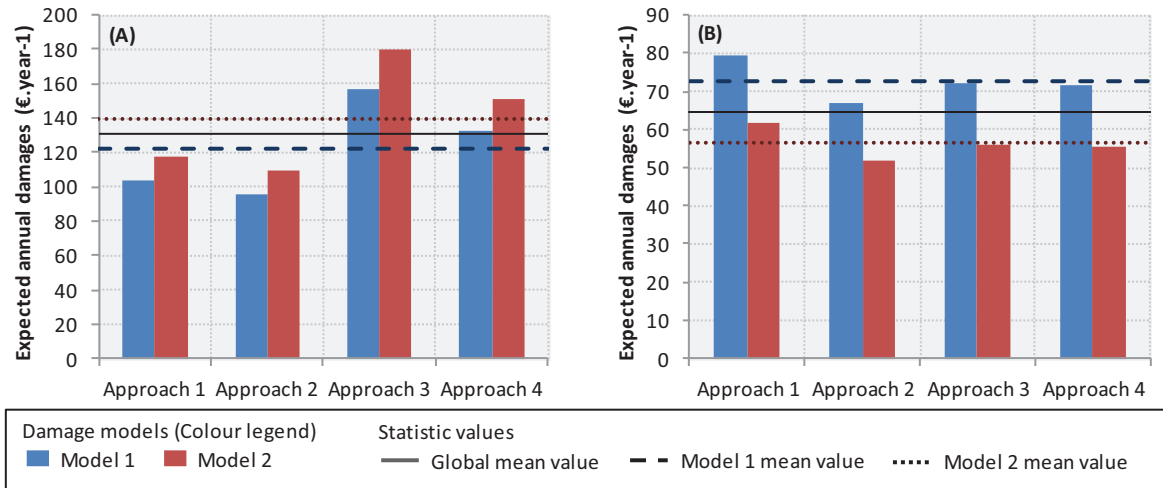 Expected annual damages (€.year-1)
200
180
160
140
120
100
80
60
40
20
0
(A)
Approach 1 Approach 2 Approach 3 Approach 4
Expected annual damages (€.year-1)
90
80
70
60
50
40
30
20
10
0
(B)
Approach 1 Approach 2 Approach 3 Approach 4
Damage models (Colour legend)
Model 1 Model 2
Statistic values
Global mean value Model 1 mean value Model 2 mean value